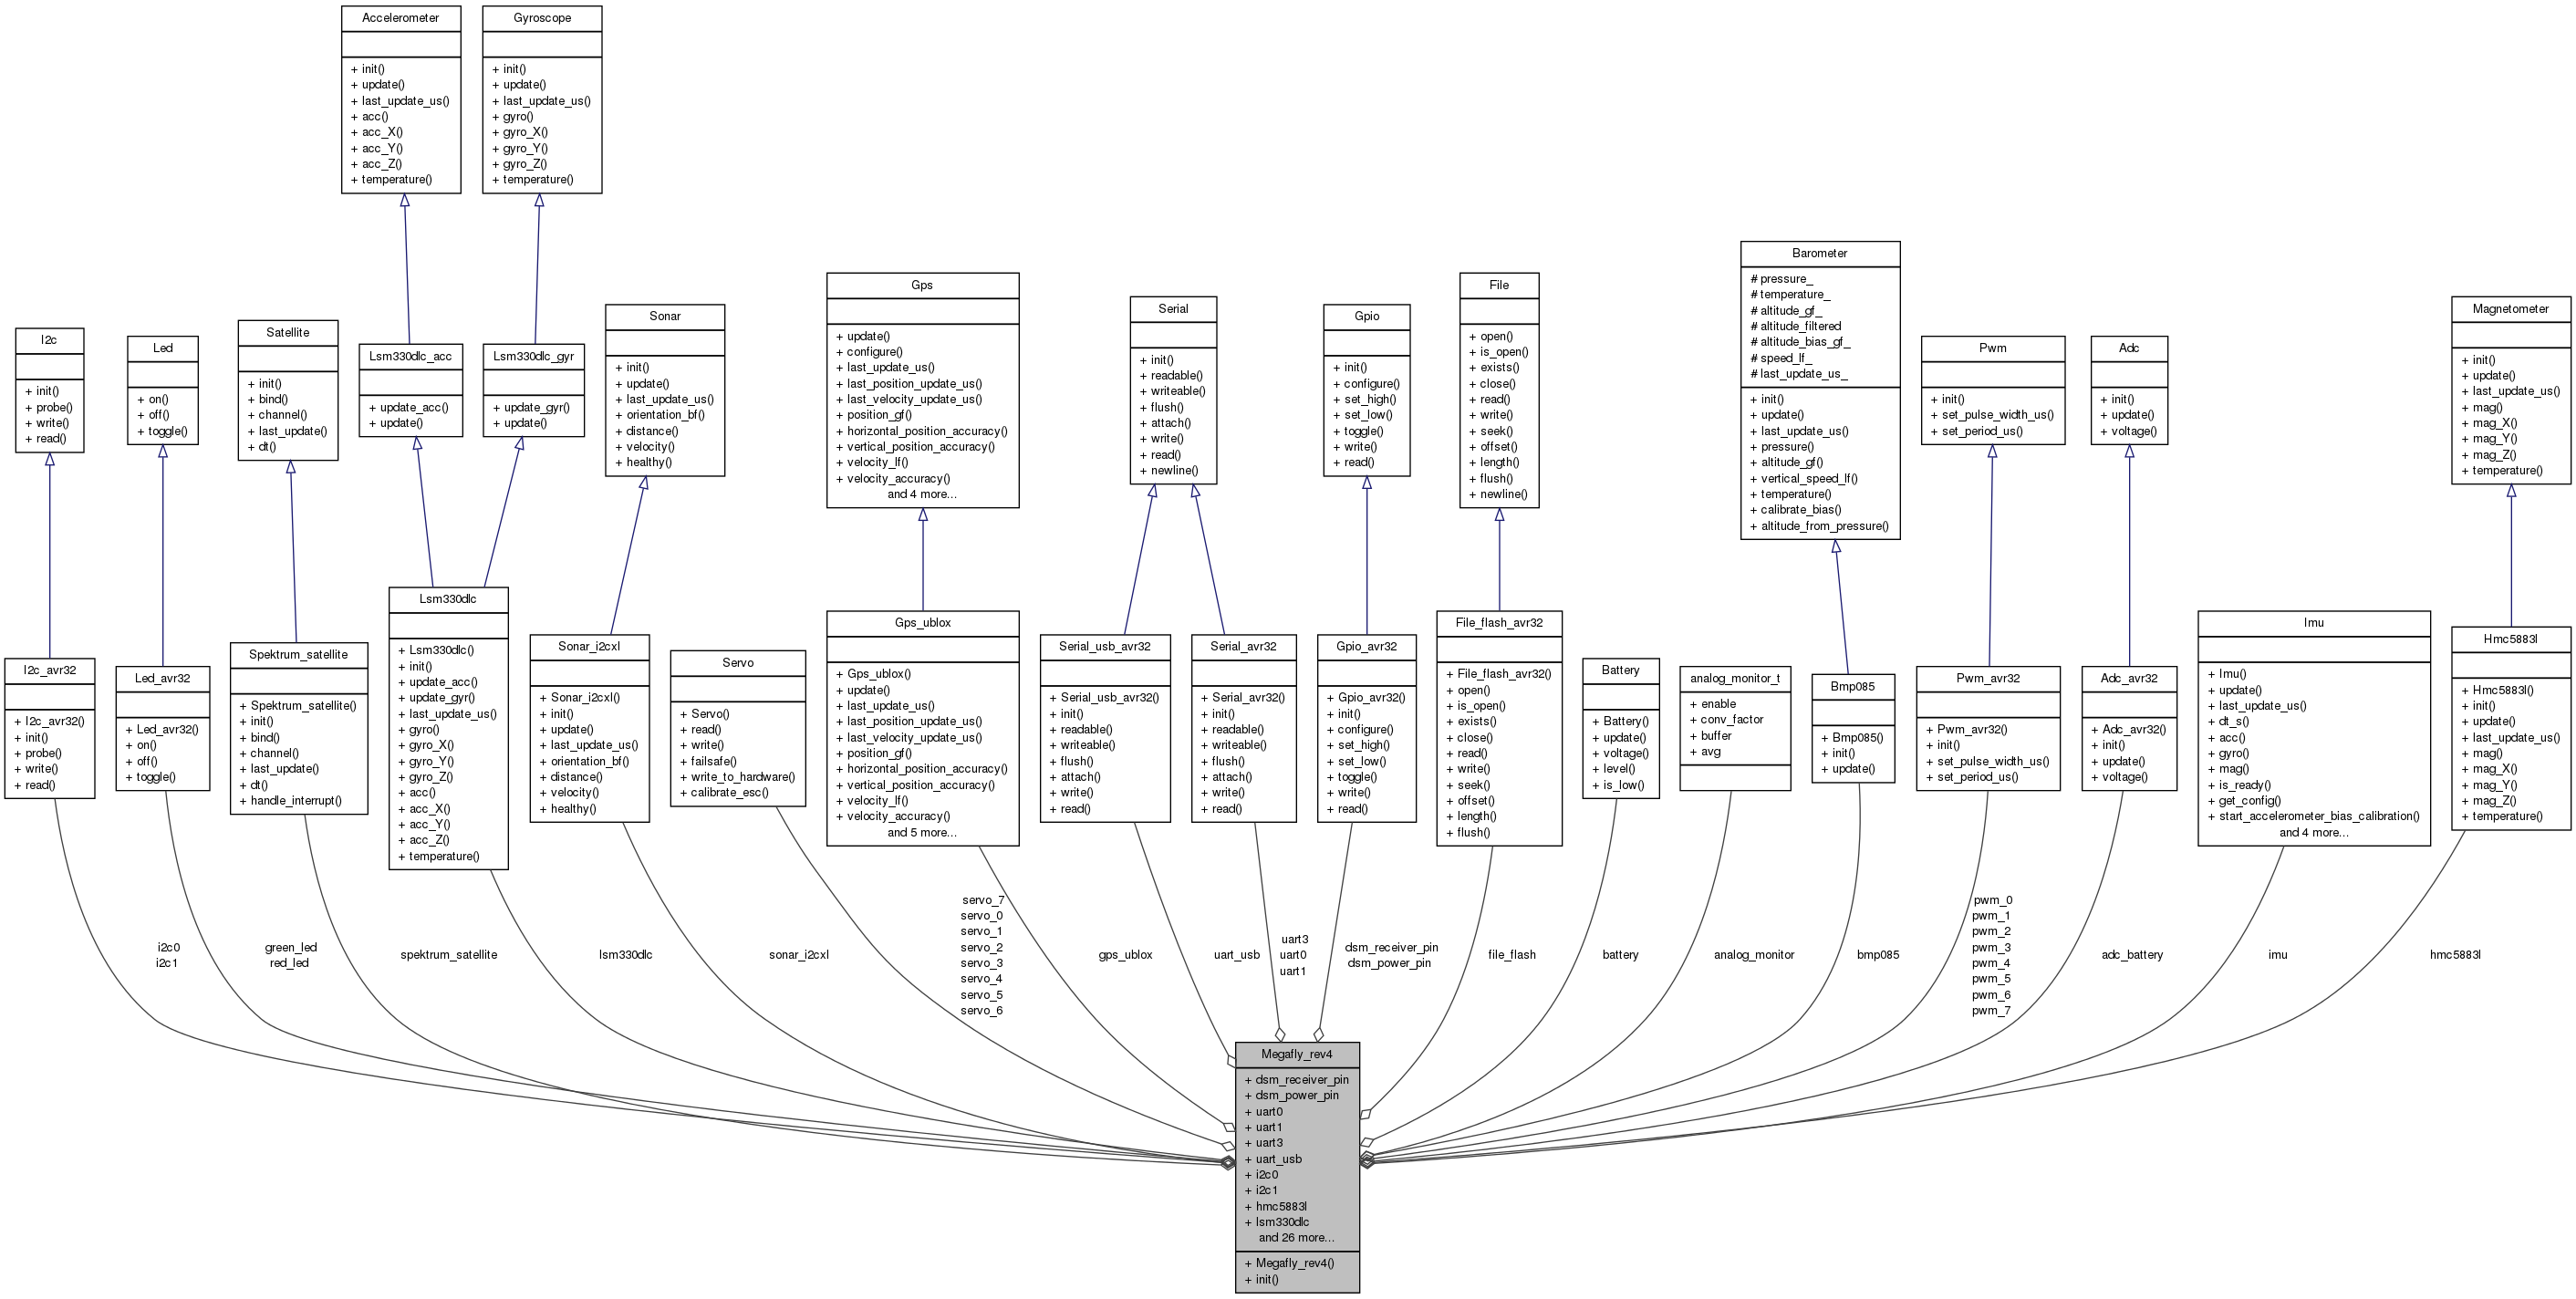 Accelerometer
+ init()
+ update()
+ last_update_us()
+ acc()
+ acc_X()
+ acc_Y()
+ acc_Z()
+ temperature()
Gyroscope
+ init()
+ update()
+ last_update_us()
+ gyro()
+ gyro_X()
+ gyro_Y()
+ gyro_Z()
+ temperature()
I2c
+ init()
+ probe()
+ write()
+ read()
Led
+ on()
+ off()
+ toggle()
Satellite
+ init()
+ bind()
+ channel()
+ last_update()
+ dt()
Lsm330dlc_acc
+ update_acc()
+ update()
Lsm330dlc_gyr
+ update_gyr()
+ update()
Sonar
+ init()
+ update()
+ last_update_us()
+ orientation_bf()
+ distance()
+ velocity()
+ healthy()
Gps
+ update()
+ configure()
+ last_update_us()
+ last_position_update_us()
+ last_velocity_update_us()
+ position_gf()
+ horizontal_position_accuracy()
+ vertical_position_accuracy()
+ velocity_lf()
+ velocity_accuracy()
and 4 more...
Serial
+ init()
+ readable()
+ writeable()
+ flush()
+ attach()
+ write()
+ read()
+ newline()
Gpio
+ init()
+ configure()
+ set_high()
+ set_low()
+ toggle()
+ write()
+ read()
File
+ open()
+ is_open()
+ exists()
+ close()
+ read()
+ write()
+ seek()
+ offset()
+ length()
+ flush()
+ newline()
Barometer
# pressure_
# temperature_
# altitude_gf_
# altitude_filtered
# altitude_bias_gf_
# speed_lf_
# last_update_us_
+ init()
+ update()
+ last_update_us()
+ pressure()
+ altitude_gf()
+ vertical_speed_lf()
+ temperature()
+ calibrate_bias()
+ altitude_from_pressure()
Pwm
+ init()
+ set_pulse_width_us()
+ set_period_us()
Adc
+ init()
+ update()
+ voltage()
Magnetometer
+ init()
+ update()
+ last_update_us()
+ mag()
+ mag_X()
+ mag_Y()
+ mag_Z()
+ temperature()
I2c_avr32
+ I2c_avr32()
+ init()
+ probe()
+ write()
+ read()
Led_avr32
+ Led_avr32()
+ on()
+ off()
+ toggle()
Spektrum_satellite
+ Spektrum_satellite()
+ init()
+ bind()
+ channel()
+ last_update()
+ dt()
+ handle_interrupt()
Lsm330dlc
+ Lsm330dlc()
+ init()
+ update_acc()
+ update_gyr()
+ last_update_us()
+ gyro()
+ gyro_X()
+ gyro_Y()
+ gyro_Z()
+ acc()
+ acc_X()
+ acc_Y()
+ acc_Z()
+ temperature()
Sonar_i2cxl
+ Sonar_i2cxl()
+ init()
+ update()
+ last_update_us()
+ orientation_bf()
+ distance()
+ velocity()
+ healthy()
Servo
+ Servo()
+ read()
+ write()
+ failsafe()
+ write_to_hardware()
+ calibrate_esc()
Gps_ublox
+ Gps_ublox()
+ update()
+ last_update_us()
+ last_position_update_us()
+ last_velocity_update_us()
+ position_gf()
+ horizontal_position_accuracy()
+ vertical_position_accuracy()
+ velocity_lf()
+ velocity_accuracy()
and 5 more...
Serial_usb_avr32
+ Serial_usb_avr32()
+ init()
+ readable()
+ writeable()
+ flush()
+ attach()
+ write()
+ read()
Serial_avr32
+ Serial_avr32()
+ init()
+ readable()
+ writeable()
+ flush()
+ attach()
+ write()
+ read()
Gpio_avr32
+ Gpio_avr32()
+ init()
+ configure()
+ set_high()
+ set_low()
+ toggle()
+ write()
+ read()
File_flash_avr32
+ File_flash_avr32()
+ open()
+ is_open()
+ exists()
+ close()
+ read()
+ write()
+ seek()
+ offset()
+ length()
+ flush()
Battery
+ Battery()
+ update()
+ voltage()
+ level()
+ is_low()
analog_monitor_t
+ enable
+ conv_factor
+ buffer
+ avg
Bmp085
+ Bmp085()
+ init()
+ update()
Pwm_avr32
+ Pwm_avr32()
+ init()
+ set_pulse_width_us()
+ set_period_us()
Adc_avr32
+ Adc_avr32()
+ init()
+ update()
+ voltage()
Imu
+ Imu()
+ update()
+ last_update_us()
+ dt_s()
+ acc()
+ gyro()
+ mag()
+ is_ready()
+ get_config()
+ start_accelerometer_bias_calibration()
and 4 more...
Hmc5883l
+ Hmc5883l()
+ init()
+ update()
+ last_update_us()
+ mag()
+ mag_X()
+ mag_Y()
+ mag_Z()
+ temperature()
i2c0
i2c1
green_led
red_led
spektrum_satellite
lsm330dlc
sonar_i2cxl
servo_7
servo_0
servo_1
servo_2
servo_3
servo_4
servo_5
servo_6
gps_ublox
uart_usb
uart3
uart0
uart1
dsm_receiver_pin
dsm_power_pin
file_flash
battery
analog_monitor
bmp085
pwm_0
pwm_1
pwm_2
pwm_3
pwm_4
pwm_5
pwm_6
pwm_7
adc_battery
imu
hmc5883l
Megafly_rev4
+ dsm_receiver_pin
+ dsm_power_pin
+ uart0
+ uart1
+ uart3
+ uart_usb
+ i2c0
+ i2c1
+ hmc5883l
+ lsm330dlc
and 26 more...
+ Megafly_rev4()
+ init()